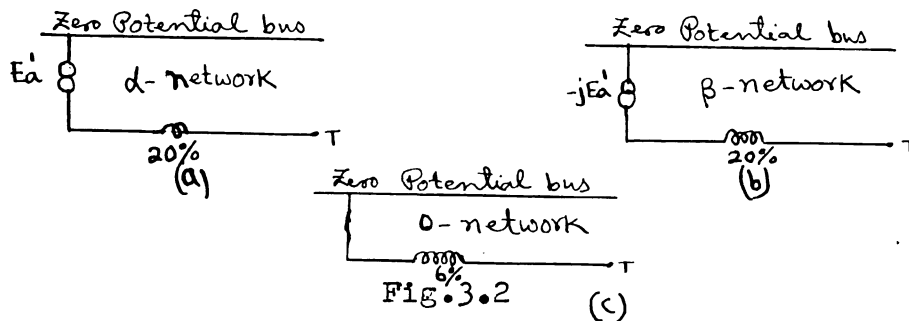 Zero Potential bus
Ea'
α-network
20%
T
(a)
Zero Potential bus
-jEa'
β-network
20%
T
(b)
Zero Potential bus
0-network
6%
T
Fig.3.2
(c)